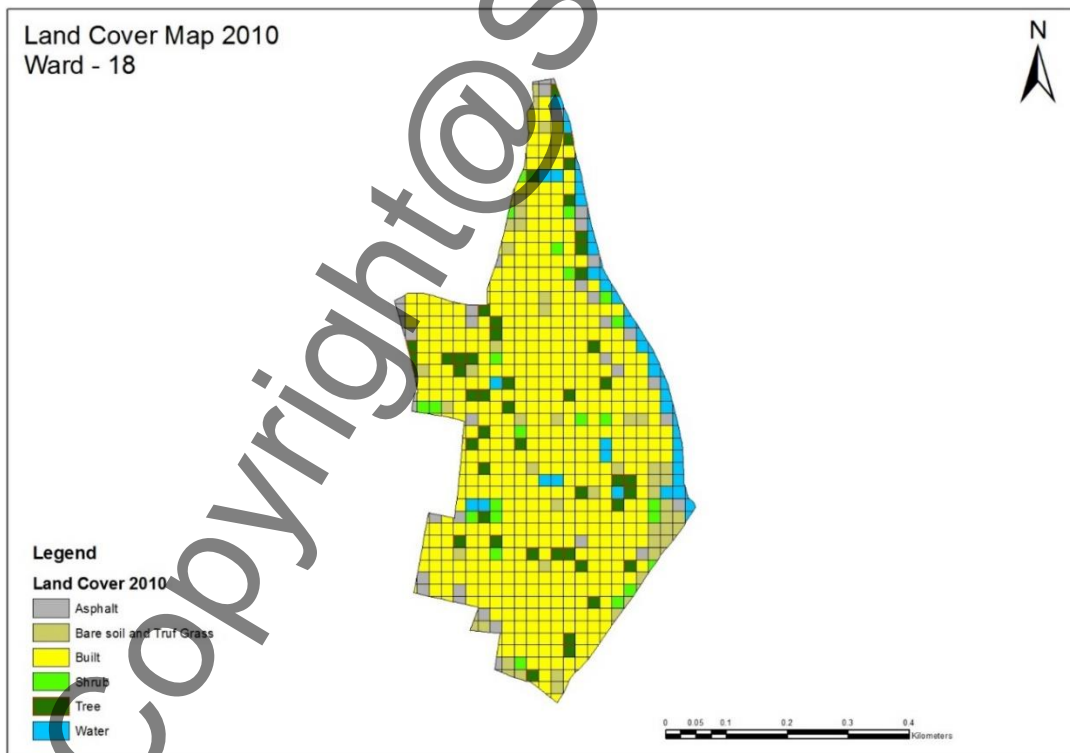 Land Cover Map 2010
Ward - 18
N
copyright@s
Legend
Land Cover 2010
Asphalt
Bare soil and Truf Grass
Built
Shrub
Tree
Water
0 0.05 0.1 0.2 0.3 0.4
Kilometers